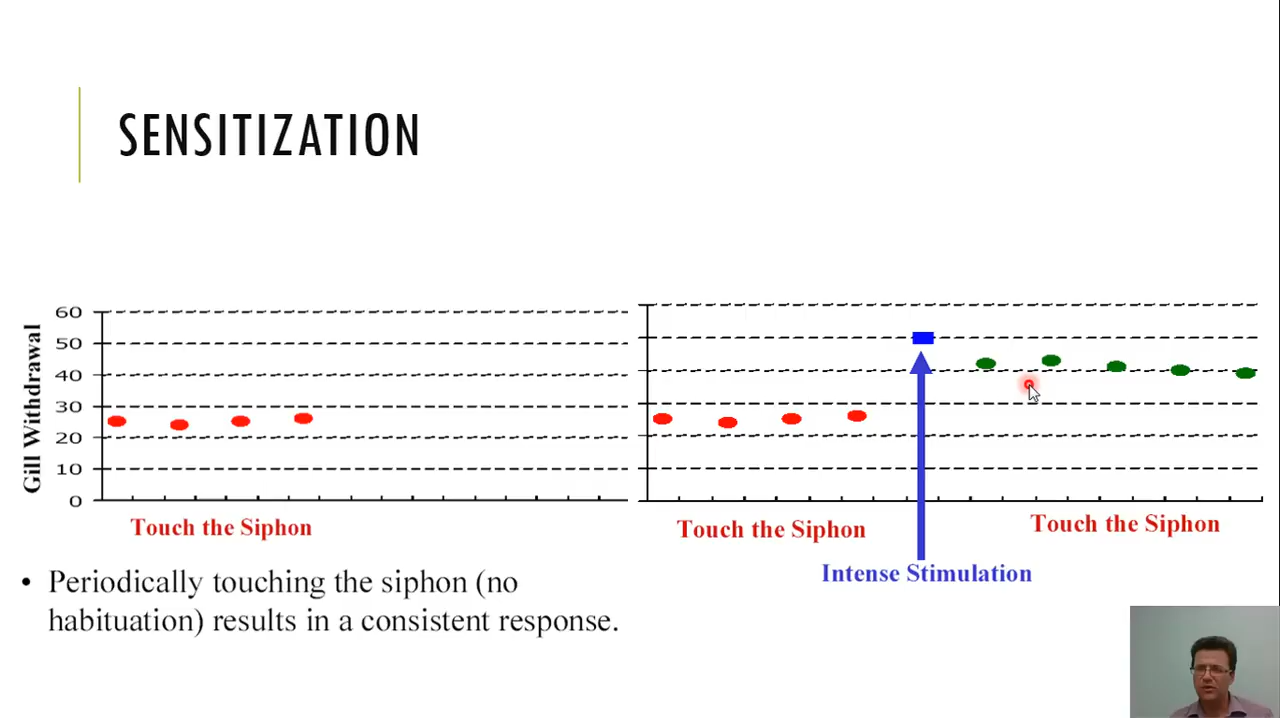 SENSITIZATION
Gill Withdrawal
60
50
40
30
20
10
0
Touch the Siphon
Touch the Siphon
Touch the Siphon
Intense Stimulation
• Periodically touching the siphon (no
habituation) results in a consistent response.